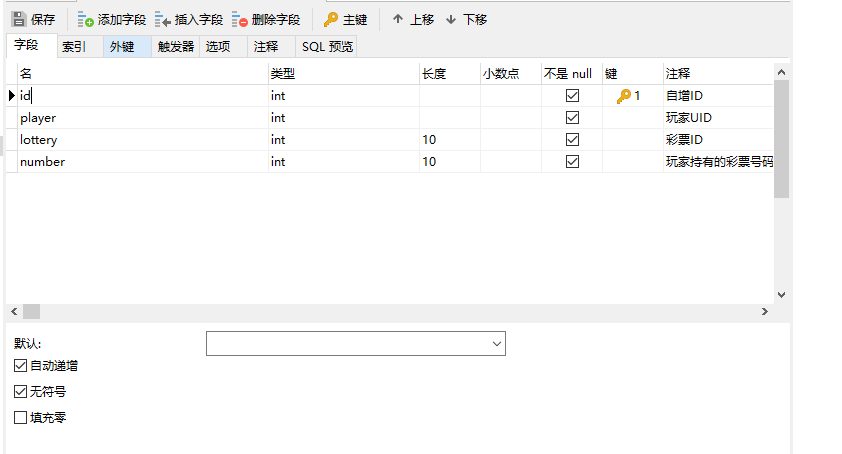 保存 添加字段 插入字段 删除字段 主键 上移 下移
字段 索引 外键 触发器 选项 注释 SQL 预览
名 类型 长度 小数点 不是 null 键 注释
id int 1 自增ID
player int 玩家UID
lottery int 10 彩票ID
number int 10 玩家持有的彩票号码
默认:
自动递增
无符号
填充零